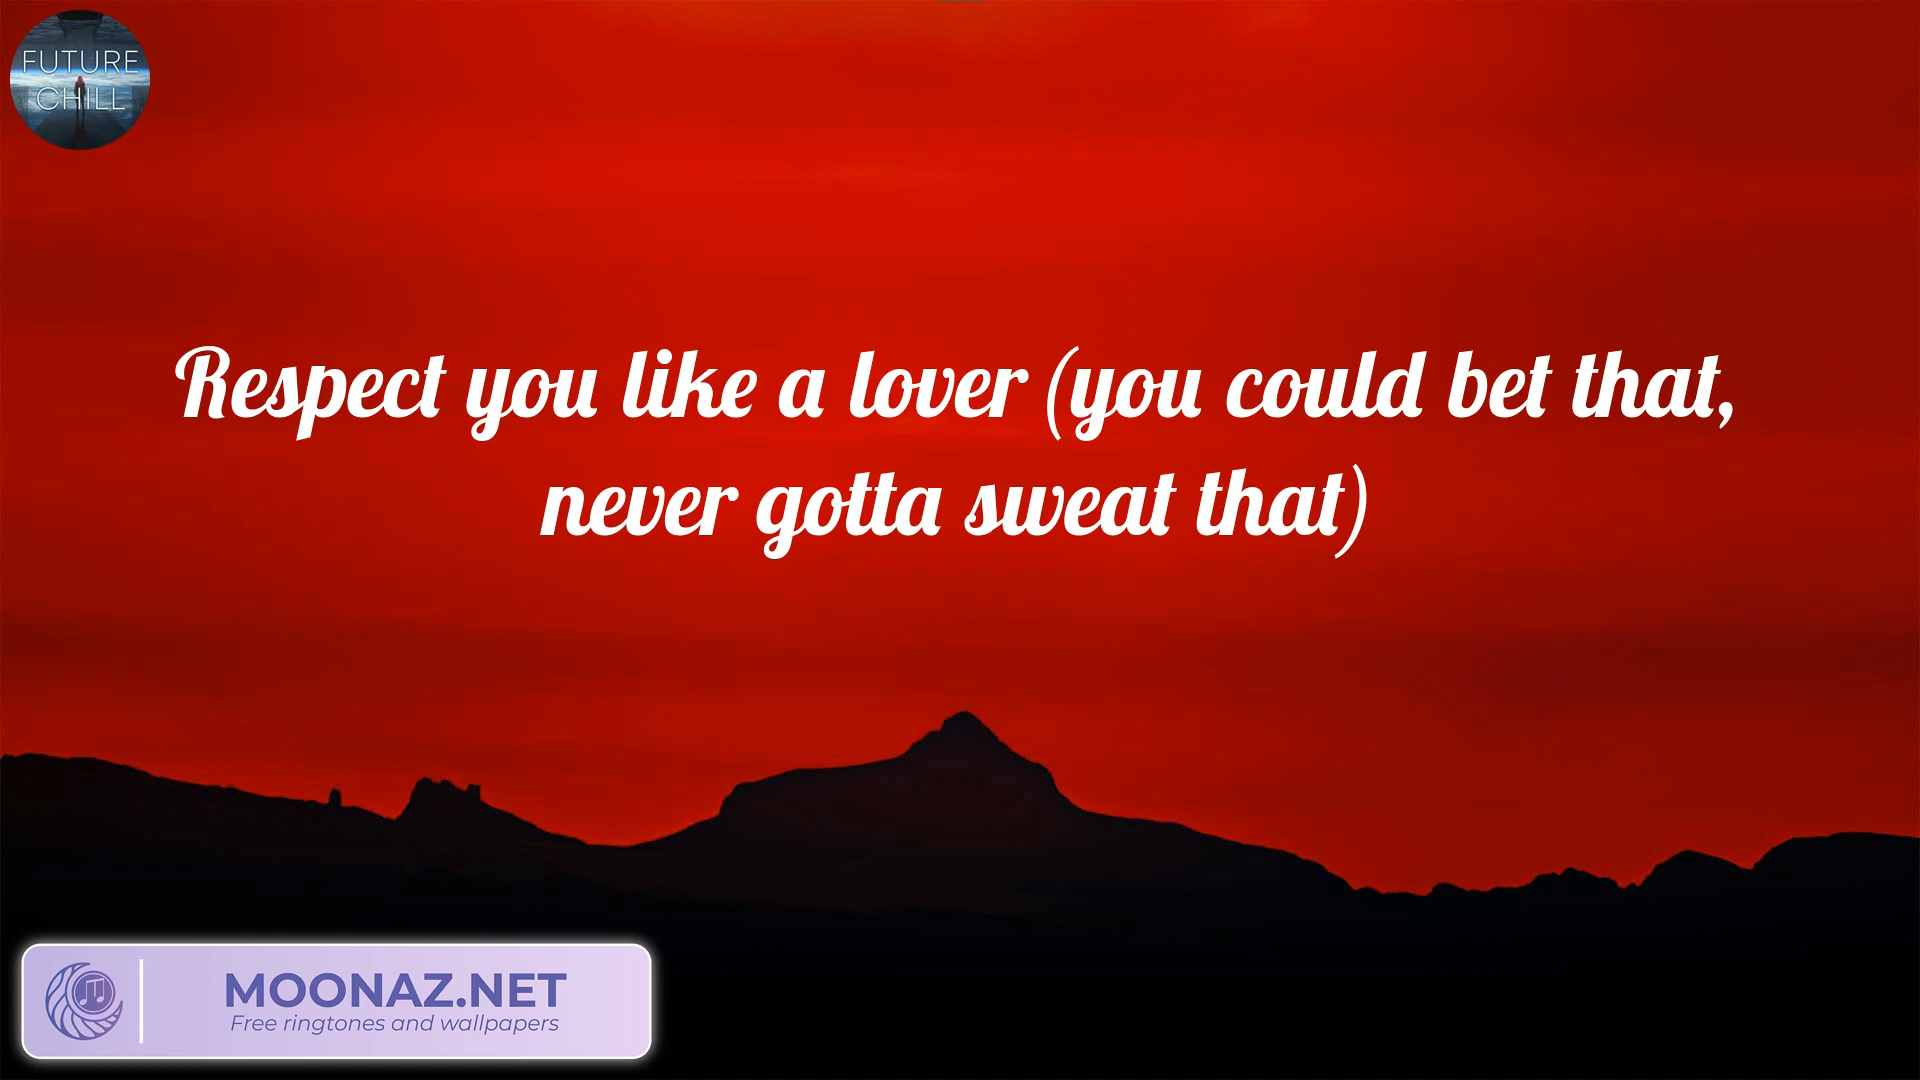 FUTURE
CHILL
Respect you like a lover (you could bet that,
never gotta sweat that)
MOONAZ.NET
Free ringtones and wallpapers